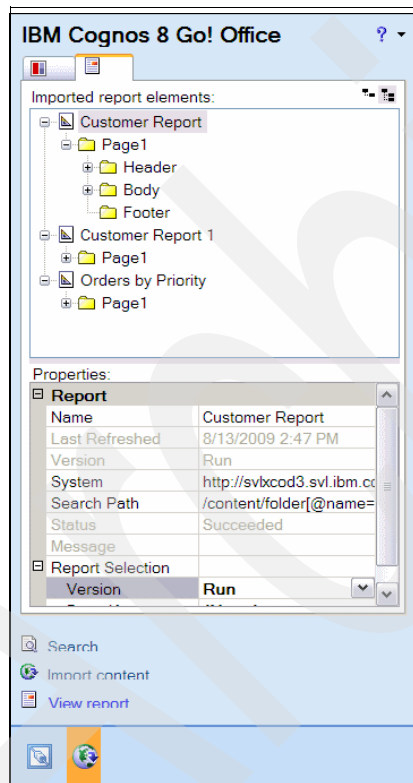 IBM Cognos 8 Go! Office ?
Imported report elements:
Customer Report
Page1
Header
Body
Footer
Customer Report 1
Page1
Orders by Priority
Page1
Properties:
Report
Name Customer Report
Last Refreshed 8/13/2009 2:47 PM
Version Run
System http://svlxcod3.svl.ibm.co
Search Path /content/folder[@name=
Status Succeeded
Message
Report Selection
Version Run
Search
Import content
View report